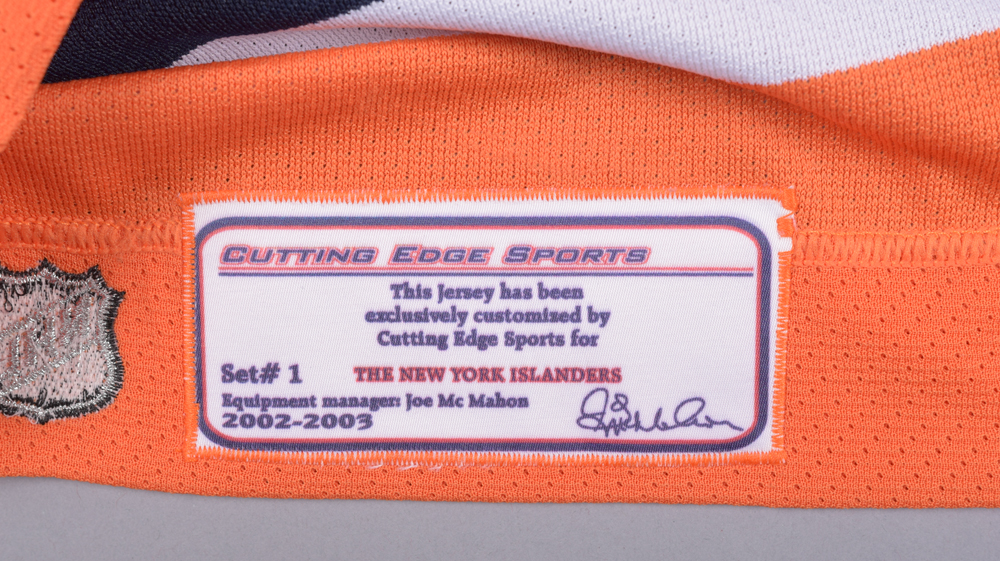 CUTTING EDGE SPORTS
This Jersey has been
exclusively customized by
Cutting Edge Sports for
Set# 1 THE NEW YORK ISLANDERS
Equipment manager: Joe Mc Mahon
2002-2003